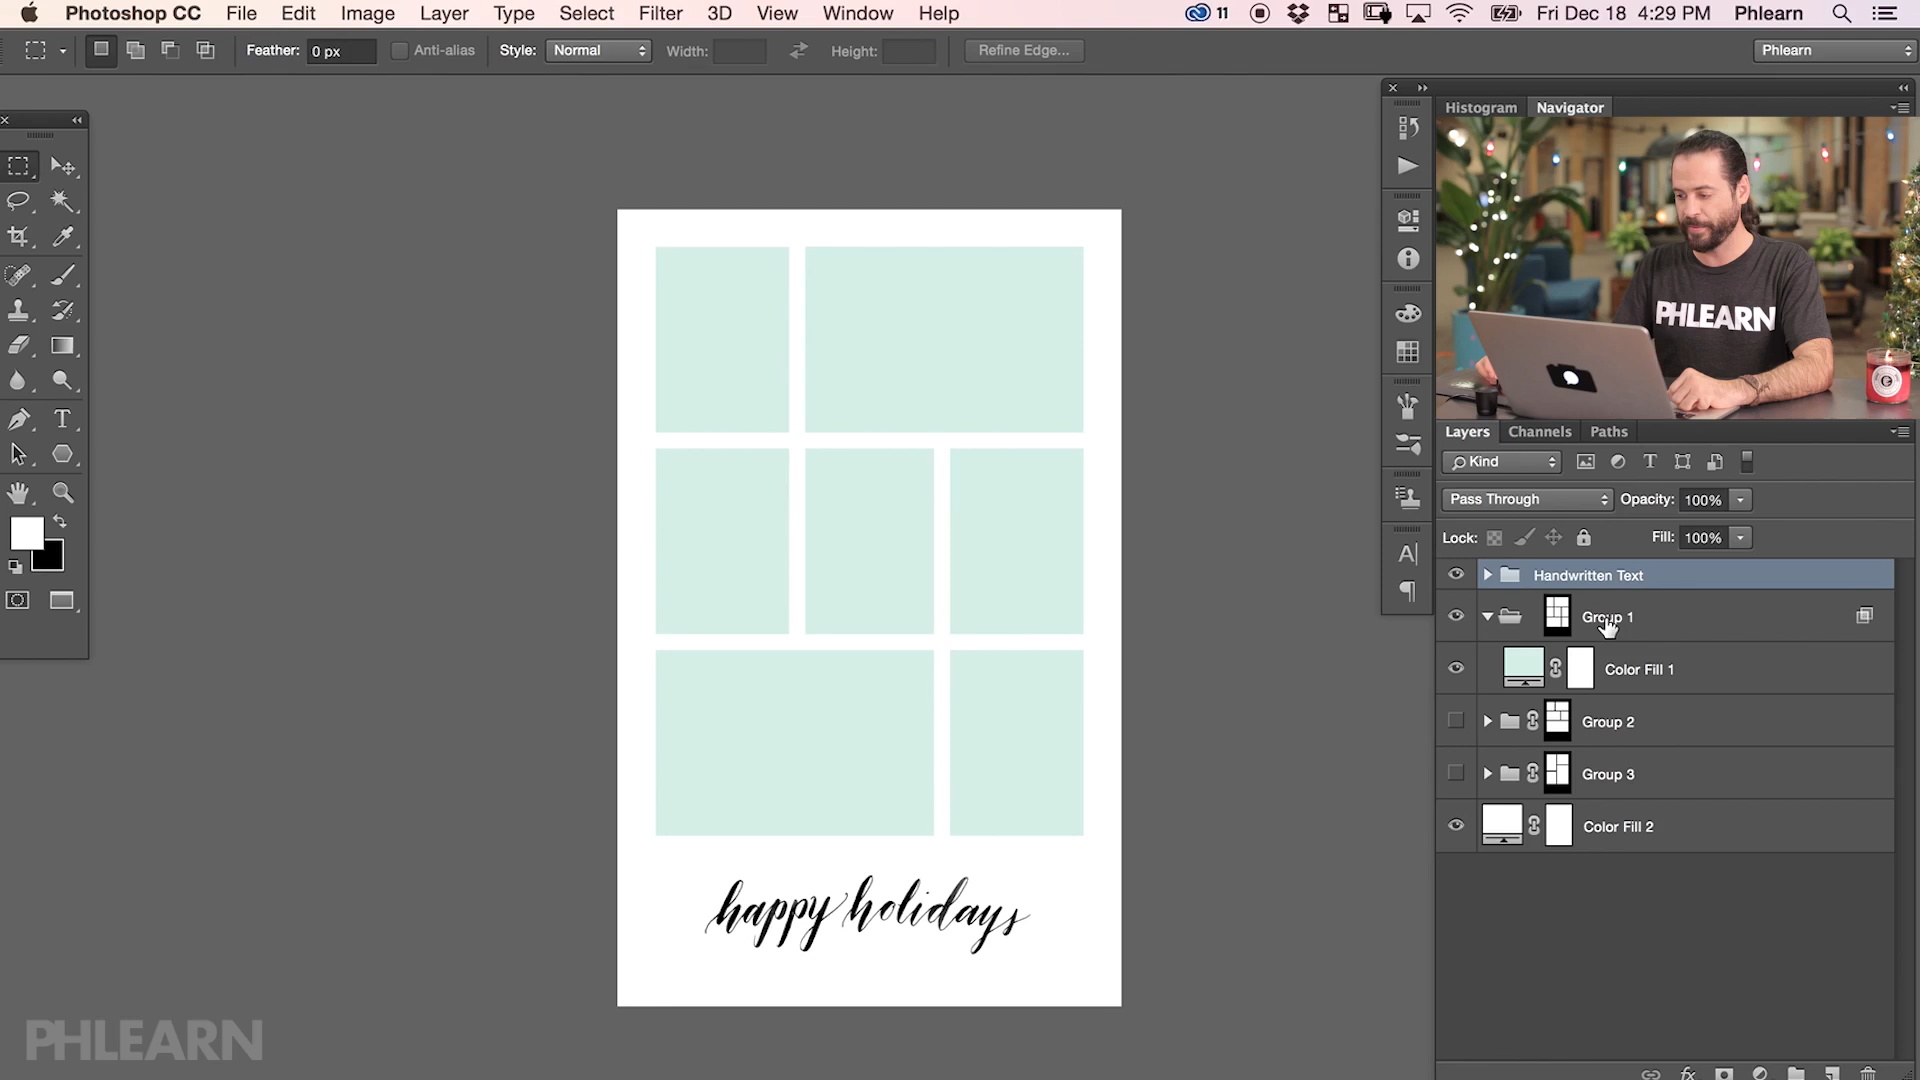 Photoshop CC File Edit Image Layer Type Select Filter 3D View Window Help 11 Fri Dec 18 4:29 PM Phlearn
Feather: 0 px Anti-alias Style: Normal Width: Height: Refine Edge... Phlearn
Histogram Navigator
PHLEARN
Layers Channels Paths
Kind T
Pass Through Opacity: 100%
Lock: Fill: 100%
Handwritten Text
Group 1
Color Fill 1
Group 2
Group 3
Color Fill 2
happy holidays
PHLEARN
fx